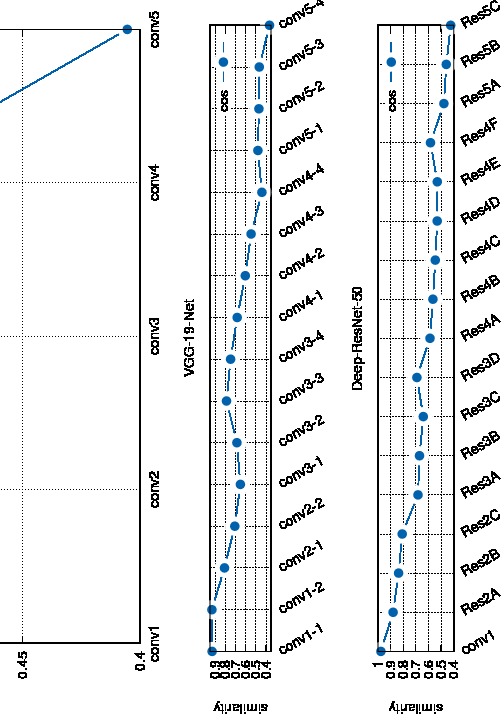 conv1
conv2
conv3
conv4
conv5
0.45
0.4
VGG-19-Net
cos
conv1-1
conv1-2
conv2-1
conv2-2
conv3-1
conv3-2
conv3-3
conv3-4
conv4-1
conv4-2
conv4-3
conv4-4
conv5-1
conv5-2
conv5-3
conv5-4
0.9
0.8
0.7
0.6
0.5
0.4
similarity
Deep-ResNet-50
cos
conv1
Res2A
Res2B
Res2C
Res3A
Res3B
Res3C
Res3D
Res4A
Res4B
Res4C
Res4D
Res4E
Res4F
Res5A
Res5B
Res5C
1
0.9
0.8
0.7
0.6
0.5
0.4
similarity